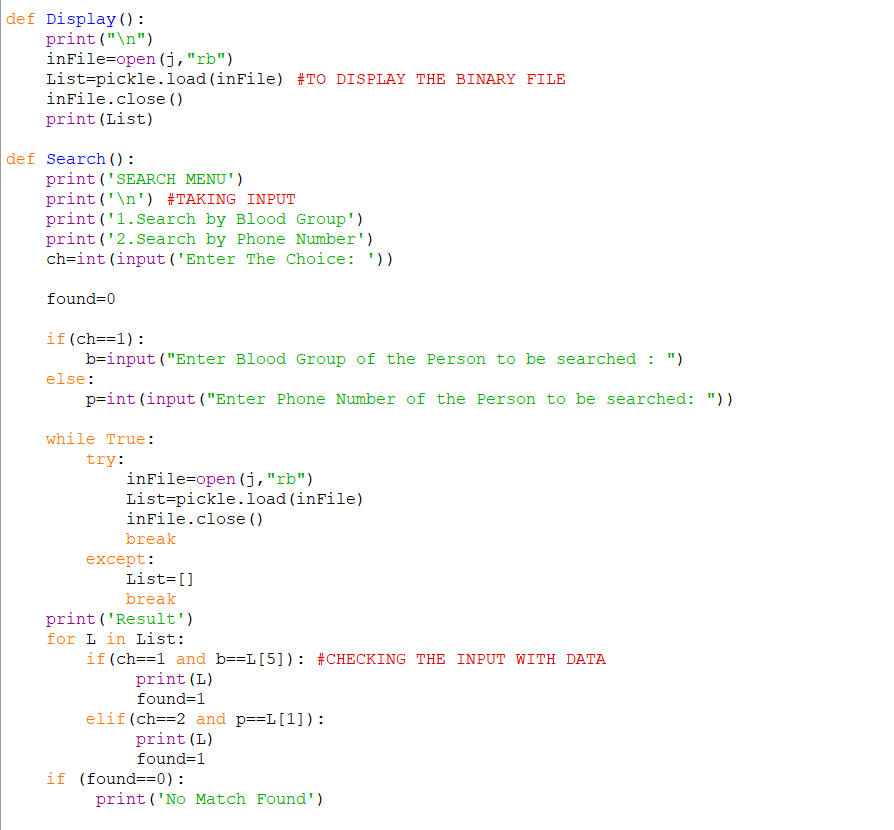 def Display():
    print("\n")
    inFile=open(j,"rb")
    List=pickle.load(inFile) #TO DISPLAY THE BINARY FILE
    inFile.close()
    print(List)

def Search():
    print('SEARCH MENU')
    print('\n') #TAKING INPUT
    print('1.Search by Blood Group')
    print('2.Search by Phone Number')
    ch=int(input('Enter The Choice: '))

    found=0

    if(ch==1):
        b=input("Enter Blood Group of the Person to be searched : ")
    else:
        p=int(input("Enter Phone Number of the Person to be searched: "))

    while True:
        try:
            inFile=open(j,"rb")
            List=pickle.load(inFile)
            inFile.close()
            break
        except:
            List=[]
            break
    print('Result')
    for L in List:
        if(ch==1 and b==L[5]): #CHECKING THE INPUT WITH DATA
             print(L)
             found=1
        elif(ch==2 and p==L[1]):
             print(L)
             found=1
    if (found==0):
         print('No Match Found')